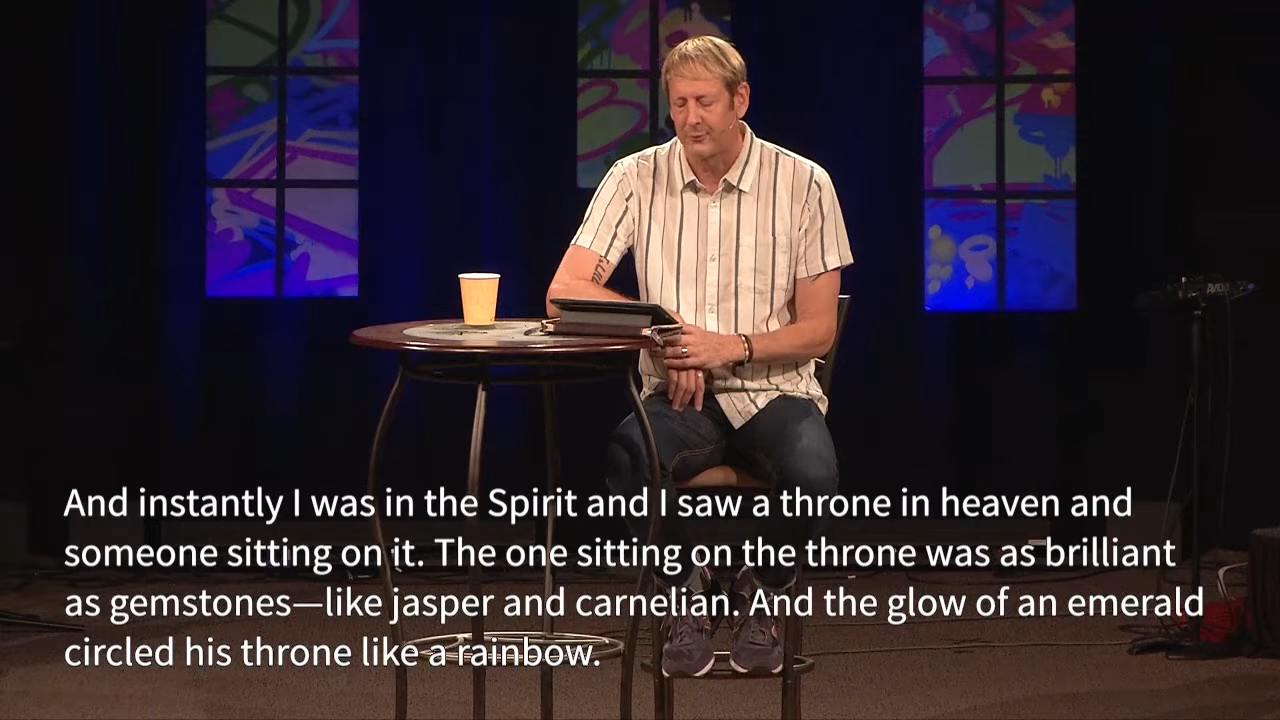 And instantly I was in the Spirit and I saw a throne in heaven and
someone sitting on it. The one sitting on the throne was as brilliant
as gemstones—like jasper and carnelian. And the glow of an emerald
circled his throne like a rainbow.